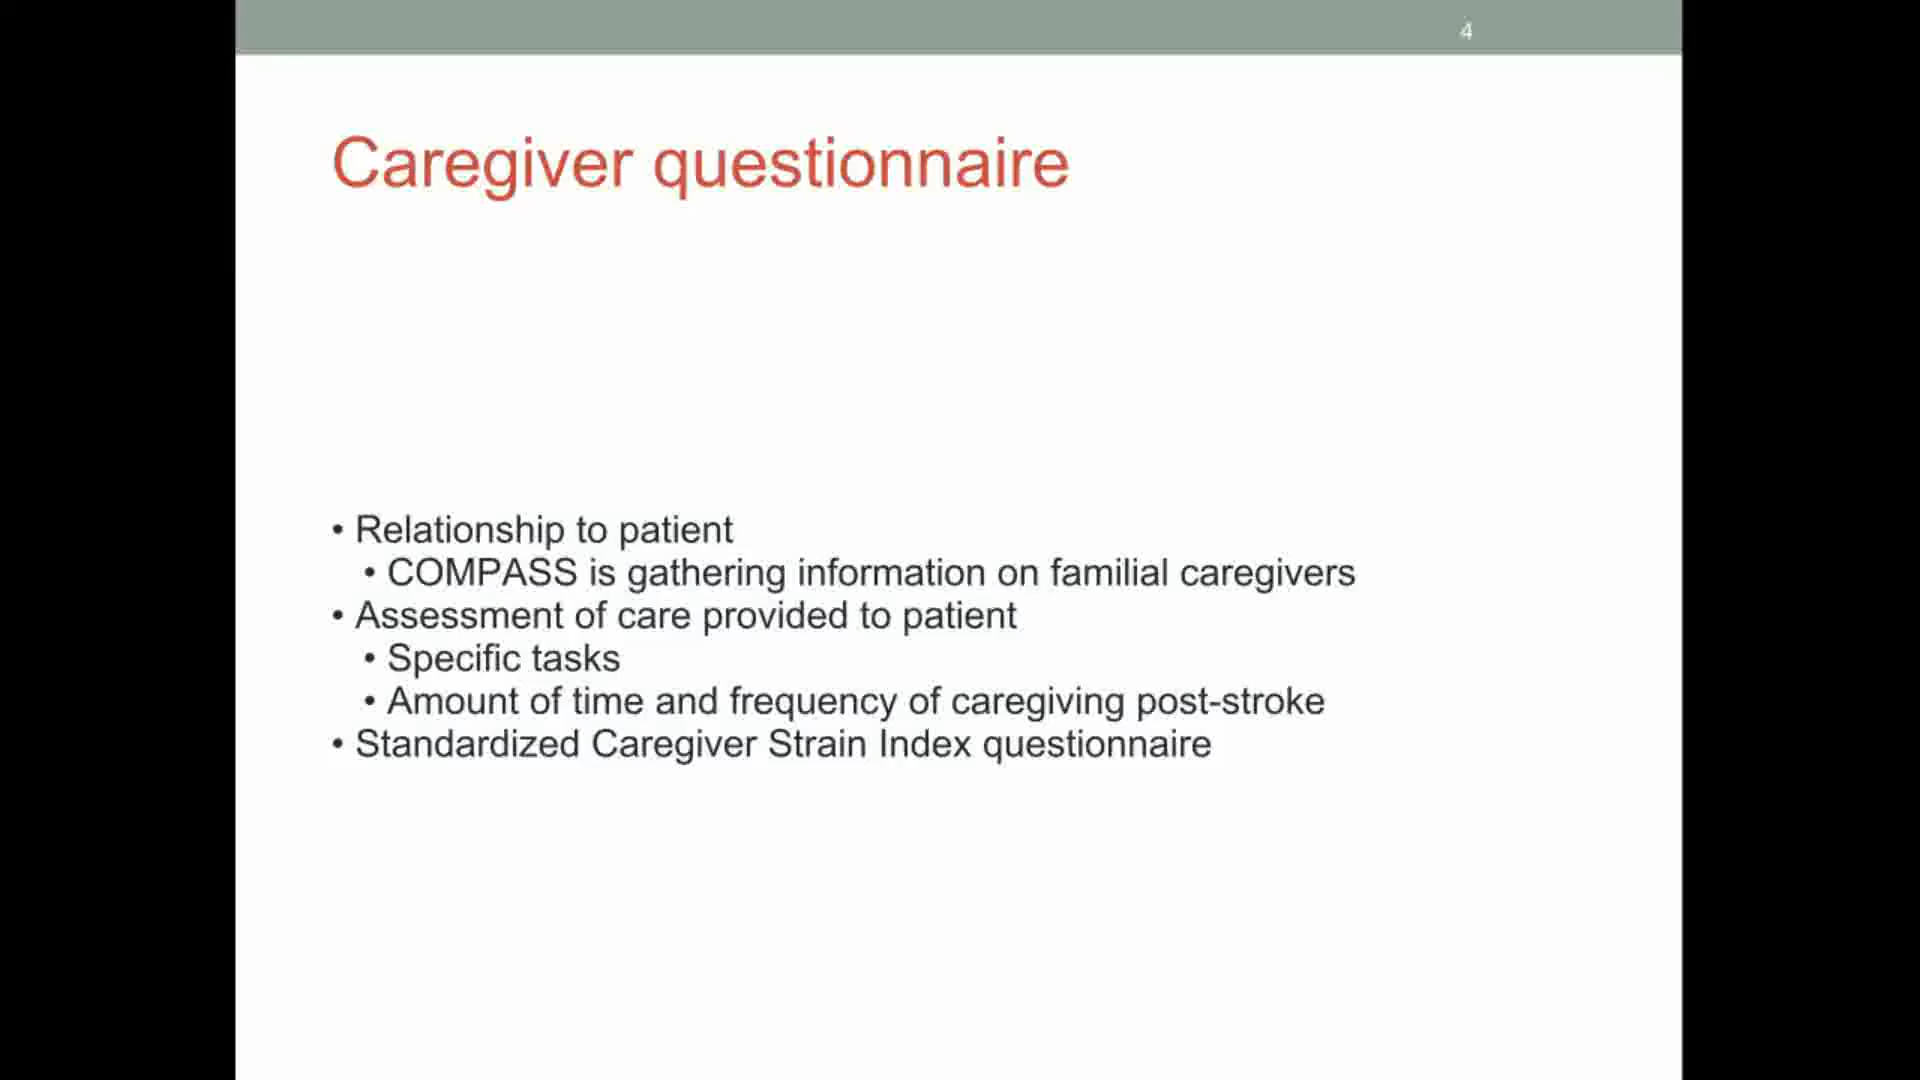 4
Caregiver questionnaire
• Relationship to patient
• COMPASS is gathering information on familial caregivers
• Assessment of care provided to patient
• Specific tasks
• Amount of time and frequency of caregiving post-stroke
• Standardized Caregiver Strain Index questionnaire